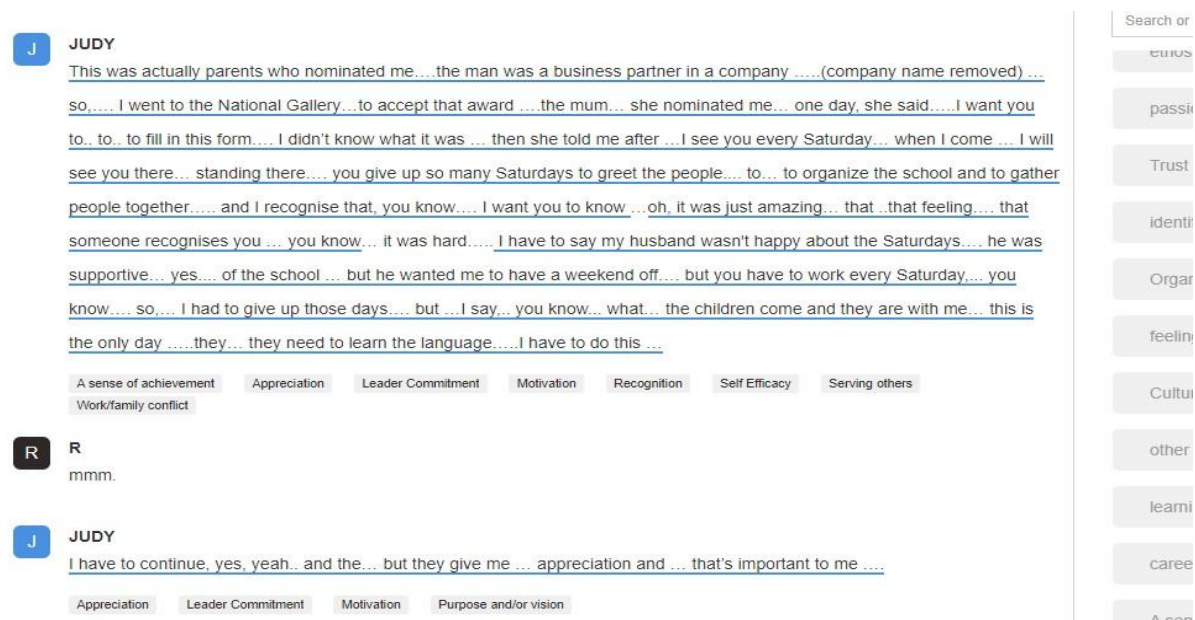 Search or
J JUDY
ethos
This was actually parents who nominated me….the man was a business partner in a company …..(company name removed) …
so,…. I went to the National Gallery…to accept that award ….the mum… she nominated me… one day, she said…..I want you
passi
to.. to.. to fill in this form…. I didn’t know what it was … then she told me after …I see you every Saturday… when I come … I will
see you there… standing there…. you give up so many Saturdays to greet the people.... to… to organize the school and to gather
Trust
people together….. and I recognise that, you know…. I want you to know …oh, it was just amazing… that ..that feeling…. that
identi
someone recognises you … you know… it was hard….. I have to say my husband wasn't happy about the Saturdays…. he was
supportive… yes.... of the school … but he wanted me to have a weekend off…. but you have to work every Saturday,... you
Organ
know…. so,… I had to give up those days…. but …I say,.. you know... what… the children come and they are with me… this is
the only day …..they… they need to learn the language…..I have to do this …
feeling
A sense of achievement Appreciation Leader Commitment Motivation Recognition Self Efficacy Serving others
Work/family conflict
Cultur
R R
other
mmm.
learni
J JUDY
I have to continue, yes, yeah.. and the… but they give me … appreciation and … that’s important to me ….
caree
Appreciation Leader Commitment Motivation Purpose and/or vision
A sen